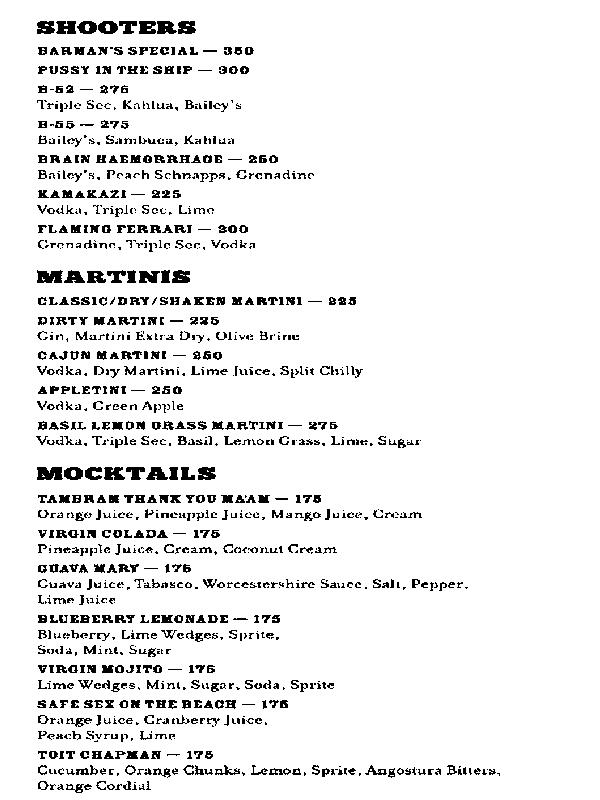 SHOOTERS
BARMAN'S SPECIAL — 350
PUSSY IN THE SHIP — 300
B-52 — 275
Triple Sec, Kahlua, Bailey's
B-55 — 275
Bailey's, Sambuca, Kahlua
BRAIN HAEMORRHAGE — 250
Bailey's, Peach Schnapps, Grenadine
KAMAKAZI — 225
Vodka, Triple Sec, Lime
FLAMING FERRARI — 200
Grenadine, Triple Sec, Vodka
MARTINIS
CLASSIC/DRY/SHAKEN MARTINI — 225
DIRTY MARTINI — 225
Gin, Martini Extra Dry, Olive Brine
CAJUN MARTINI — 250
Vodka, Dry Martini, Lime Juice, Split Chilly
APPLETINI — 250
Vodka, Green Apple
BASIL LEMON GRASS MARTINI — 275
Vodka, Triple Sec, Basil, Lemon Grass, Lime, Sugar
MOCKTAILS
TAMBRAM THANK YOU MA'AM — 175
Orange Juice, Pineapple Juice, Mango Juice, Cream
VIRGIN COLADA — 175
Pineapple Juice, Cream, Coconut Cream
GUAVA MARY — 175
Guava Juice, Tabasco, Worcestershire Sauce, Salt, Pepper,
Lime Juice
BLUEBERRY LEMONADE — 175
Blueberry, Lime Wedges, Sprite,
Soda, Mint, Sugar
VIRGIN MOJITO — 175
Lime Wedges, Mint, Sugar, Soda, Sprite
SAFE SEX ON THE BEACH — 175
Orange Juice, Cranberry Juice,
Peach Syrup, Lime
TOIT CHAPMAN — 175
Cucumber, Orange Chunks, Lemon, Sprite, Angostura Bitters,
Orange Cordial